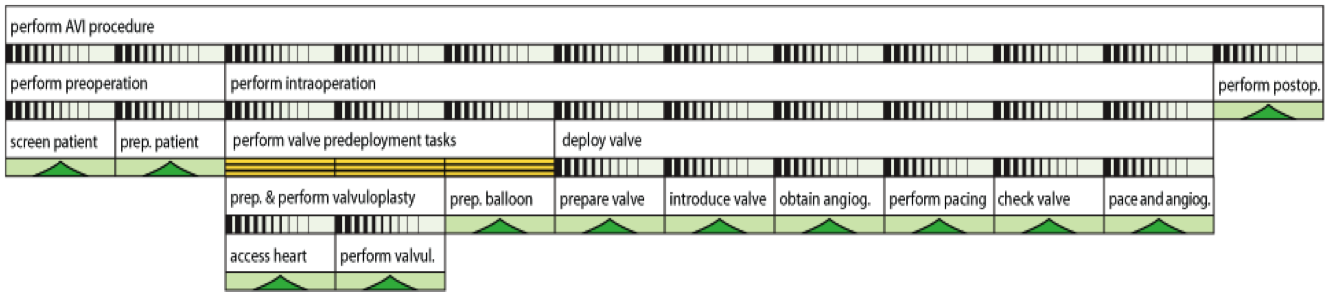 perform AVI procedure
perform preoperation
perform intraoperation
perform postop.
screen patient
prep. patient
perform valve predeployment tasks
deploy valve
prep. & perform valvuloplasty
prep. balloon
prepare valve
introduce valve
obtain angiog.
perform pacing
check valve
pace and angiog.
access heart
perform valvul.